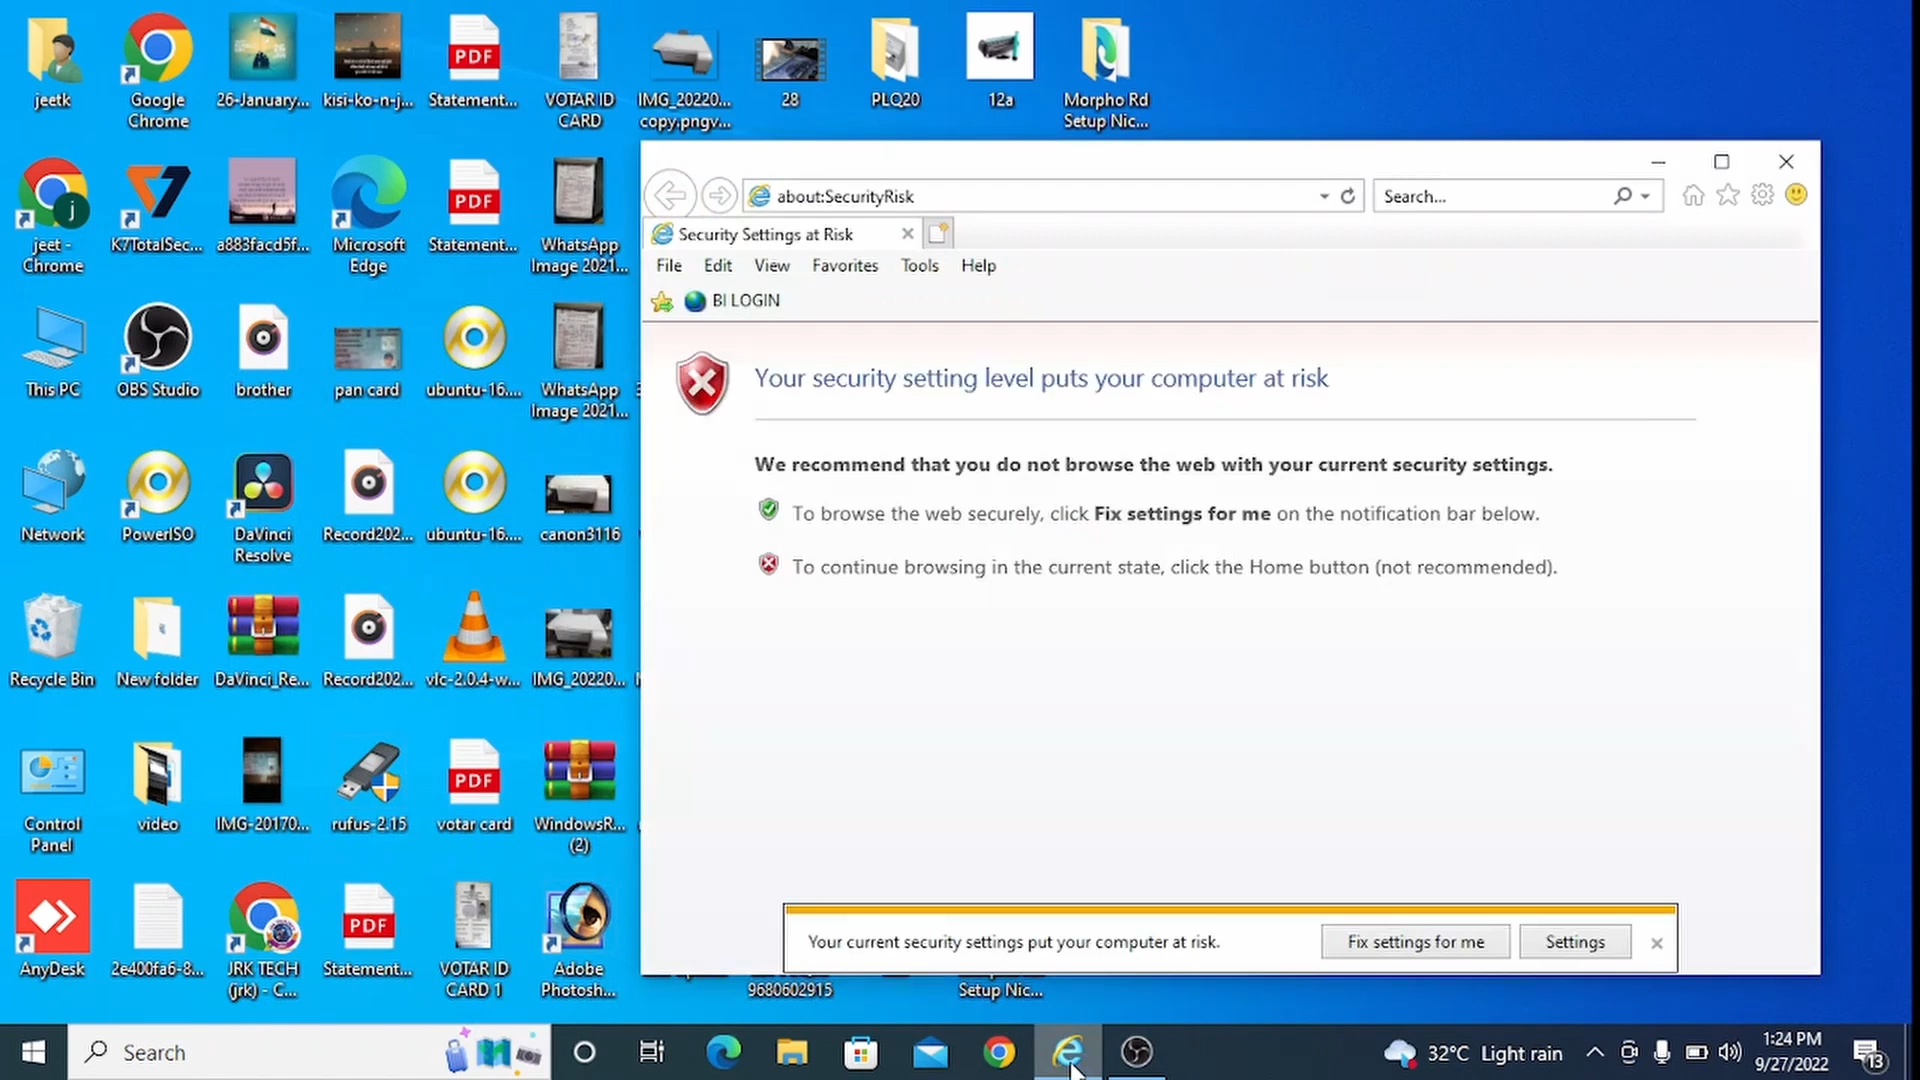 jeetk
Google
Chrome
26-January...
kisi-ko-n-j...
PDF
Statement...
VOTAR ID
CARD
IMG_20220...
copy.pngv...
28
PLQ20
12a
Morpho Rd
Setup Nic...
j
jeet -
Chrome
K7TotalSec...
a883facd5f...
Microsoft
Edge
PDF
Statement...
WhatsApp
Image 2021...
about:SecurityRisk
Search...
Security Settings at Risk
File Edit View Favorites Tools Help
BI LOGIN
This PC
OBS Studio
brother
pan card
ubuntu-16....
WhatsApp
Image 2021...
Your security setting level puts your computer at risk
We recommend that you do not browse the web with your current security settings.
To browse the web securely, click Fix settings for me on the notification bar below.
To continue browsing in the current state, click the Home button (not recommended).
Network
PowerISO
DaVinci
Resolve
Record202...
ubuntu-16....
canon3116
Recycle Bin
New folder
DaVinci_Re...
Record202...
vlc-2.0.4-w...
IMG_20220...
Control
Panel
video
IMG-20170...
rufus-2.15
PDF
votar card
WindowsR...
(2)
AnyDesk
2e400fa6-8...
JRK TECH
(jrk) - C...
PDF
Statement...
VOTAR ID
CARD 1
Adobe
Photosh...
9680602915
Setup Nic...
Your current security settings put your computer at risk.
Fix settings for me
Settings
Search
32°C Light rain
1:24 PM
9/27/2022
13